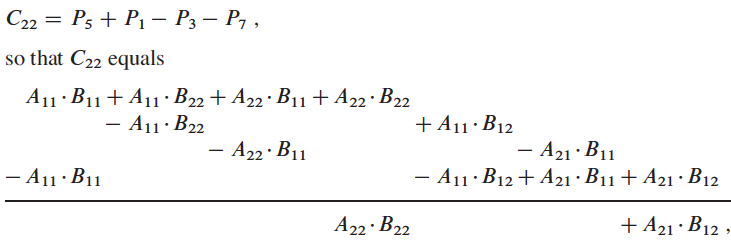 C₂₂ = P₅ + P₁ − P₃ − P₇ ,
so that C₂₂ equals
A₁₁ · B₁₁ + A₁₁ · B₂₂ + A₂₂ · B₁₁ + A₂₂ · B₂₂
− A₁₁ · B₂₂ + A₁₁ · B₁₂
− A₂₂ · B₁₁ − A₂₁ · B₁₁
− A₁₁ · B₁₁ − A₁₁ · B₁₂ + A₂₁ · B₁₁ + A₂₁ · B₁₂
A₂₂ · B₂₂ + A₂₁ · B₁₂ ,